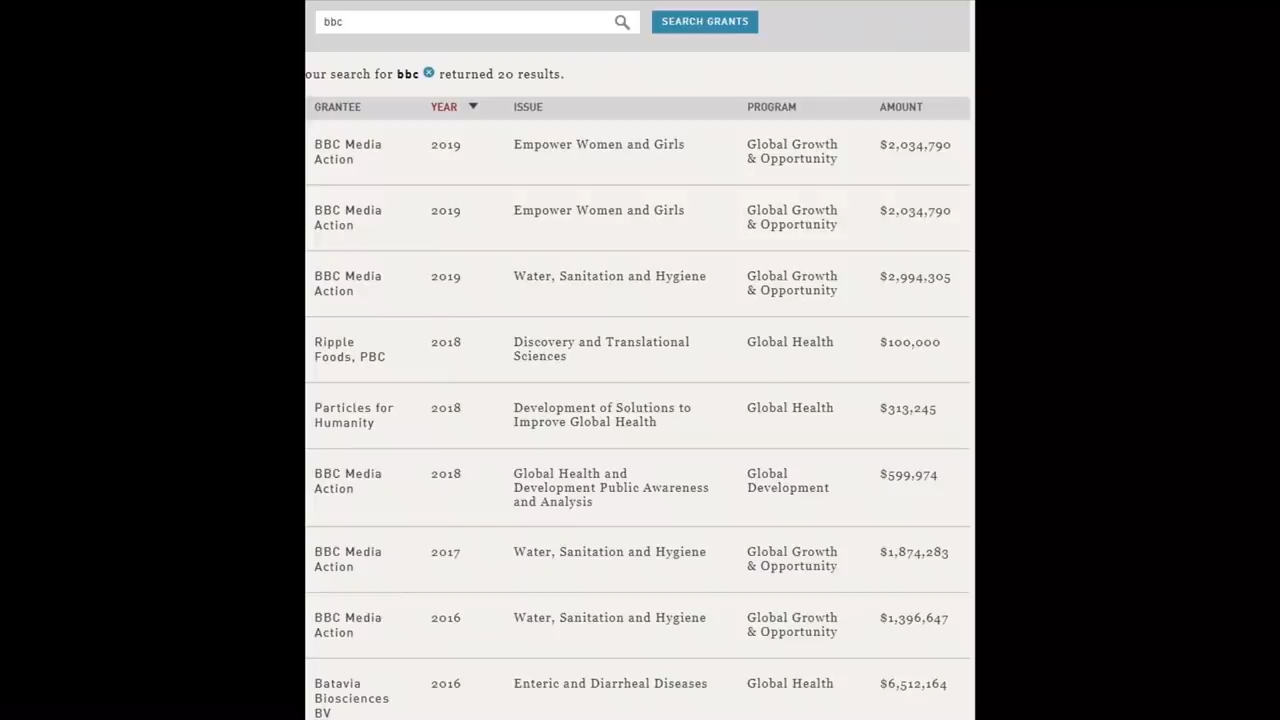 bbc
SEARCH GRANTS
our search for bbc returned 20 results.
GRANTEE YEAR ISSUE PROGRAM AMOUNT
BBC Media 2019 Empower Women and Girls Global Growth $2,034,790
Action & Opportunity
BBC Media 2019 Empower Women and Girls Global Growth $2,034,790
Action & Opportunity
BBC Media 2019 Water, Sanitation and Hygiene Global Growth $2,994,305
Action & Opportunity
Ripple 2018 Discovery and Translational Global Health $100,000
Foods, PBC Sciences
Particles for 2018 Development of Solutions to Global Health $313,245
Humanity Improve Global Health
BBC Media 2018 Global Health and Global $599,974
Action Development Public Awareness Development
and Analysis
BBC Media 2017 Water, Sanitation and Hygiene Global Growth $1,874,283
Action & Opportunity
BBC Media 2016 Water, Sanitation and Hygiene Global Growth $1,396,647
Action & Opportunity
Batavia 2016 Enteric and Diarrheal Diseases Global Health $6,512,164
Biosciences
BV